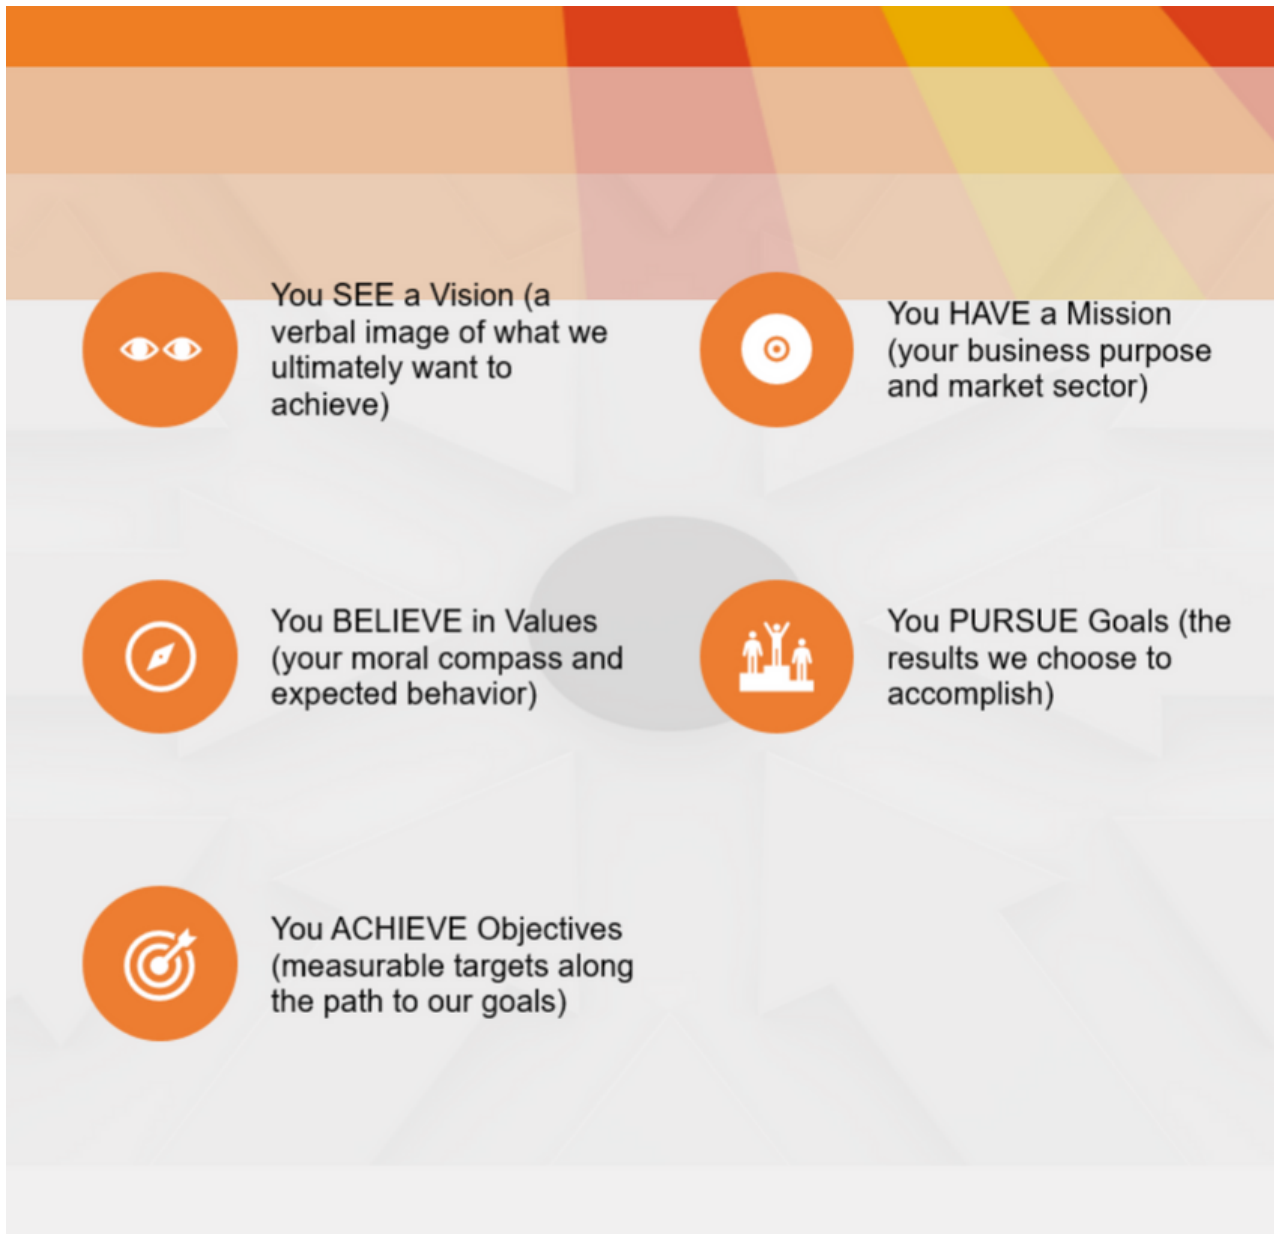 You SEE a Vision (a
verbal image of what we
ultimately want to
achieve)
You HAVE a Mission
(your business purpose
and market sector)
You BELIEVE in Values
(your moral compass and
expected behavior)
You PURSUE Goals (the
results we choose to
accomplish)
You ACHIEVE Objectives
(measurable targets along
the path to our goals)